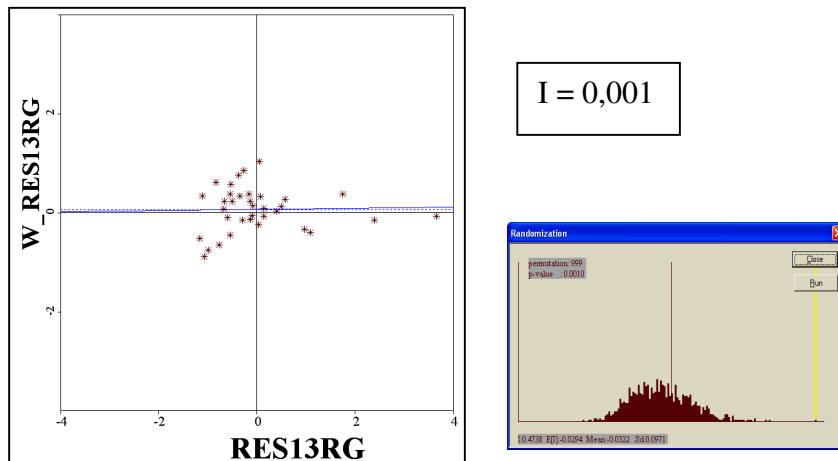 W_RES13RG
2
0
-2
-4
-2
0
2
4
RES13RG
I = 0,001
Randomization
permutation: 999
p-value : 0.0010
Close
Run
I:0.4738 E[I]:-0.0294 Mean:-0.0322 Sd:0.0971